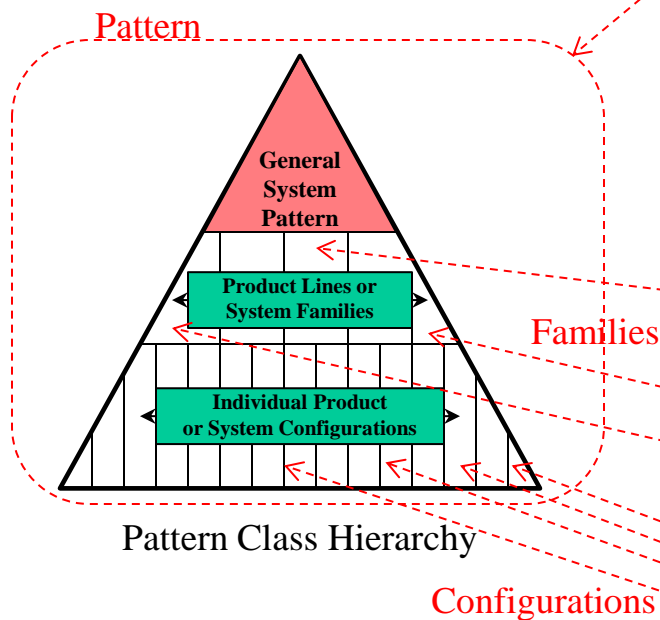 Pattern
General
System
Pattern
Product Lines or
System Families
Families
Individual Product
or System Configurations
Pattern Class Hierarchy
Configurations